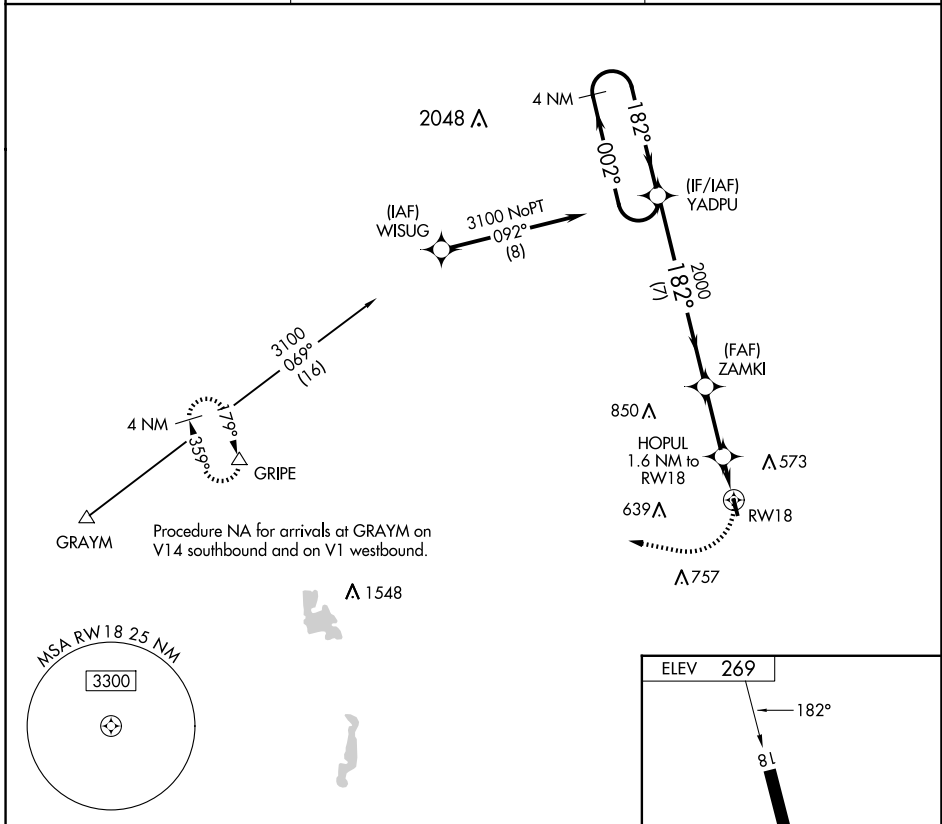 4 NM
2048
182°
002°
(IF/IAF)
YADPU
(IAF)
WISUG
3100 NoPT
092°
(8)
2000
182°
(7)
3100
069°
(16)
(FAF)
ZAMKI
850
4 NM
179°
359°
GRIPE
HOPUL
1.6 NM to
RW18
573
639
RW18
GRAYM
Procedure NA for arrivals at GRAYM on
V14 southbound and on V1 westbound.
757
1548
MSA RW18 25 NM
3300
ELEV 269
182°
18